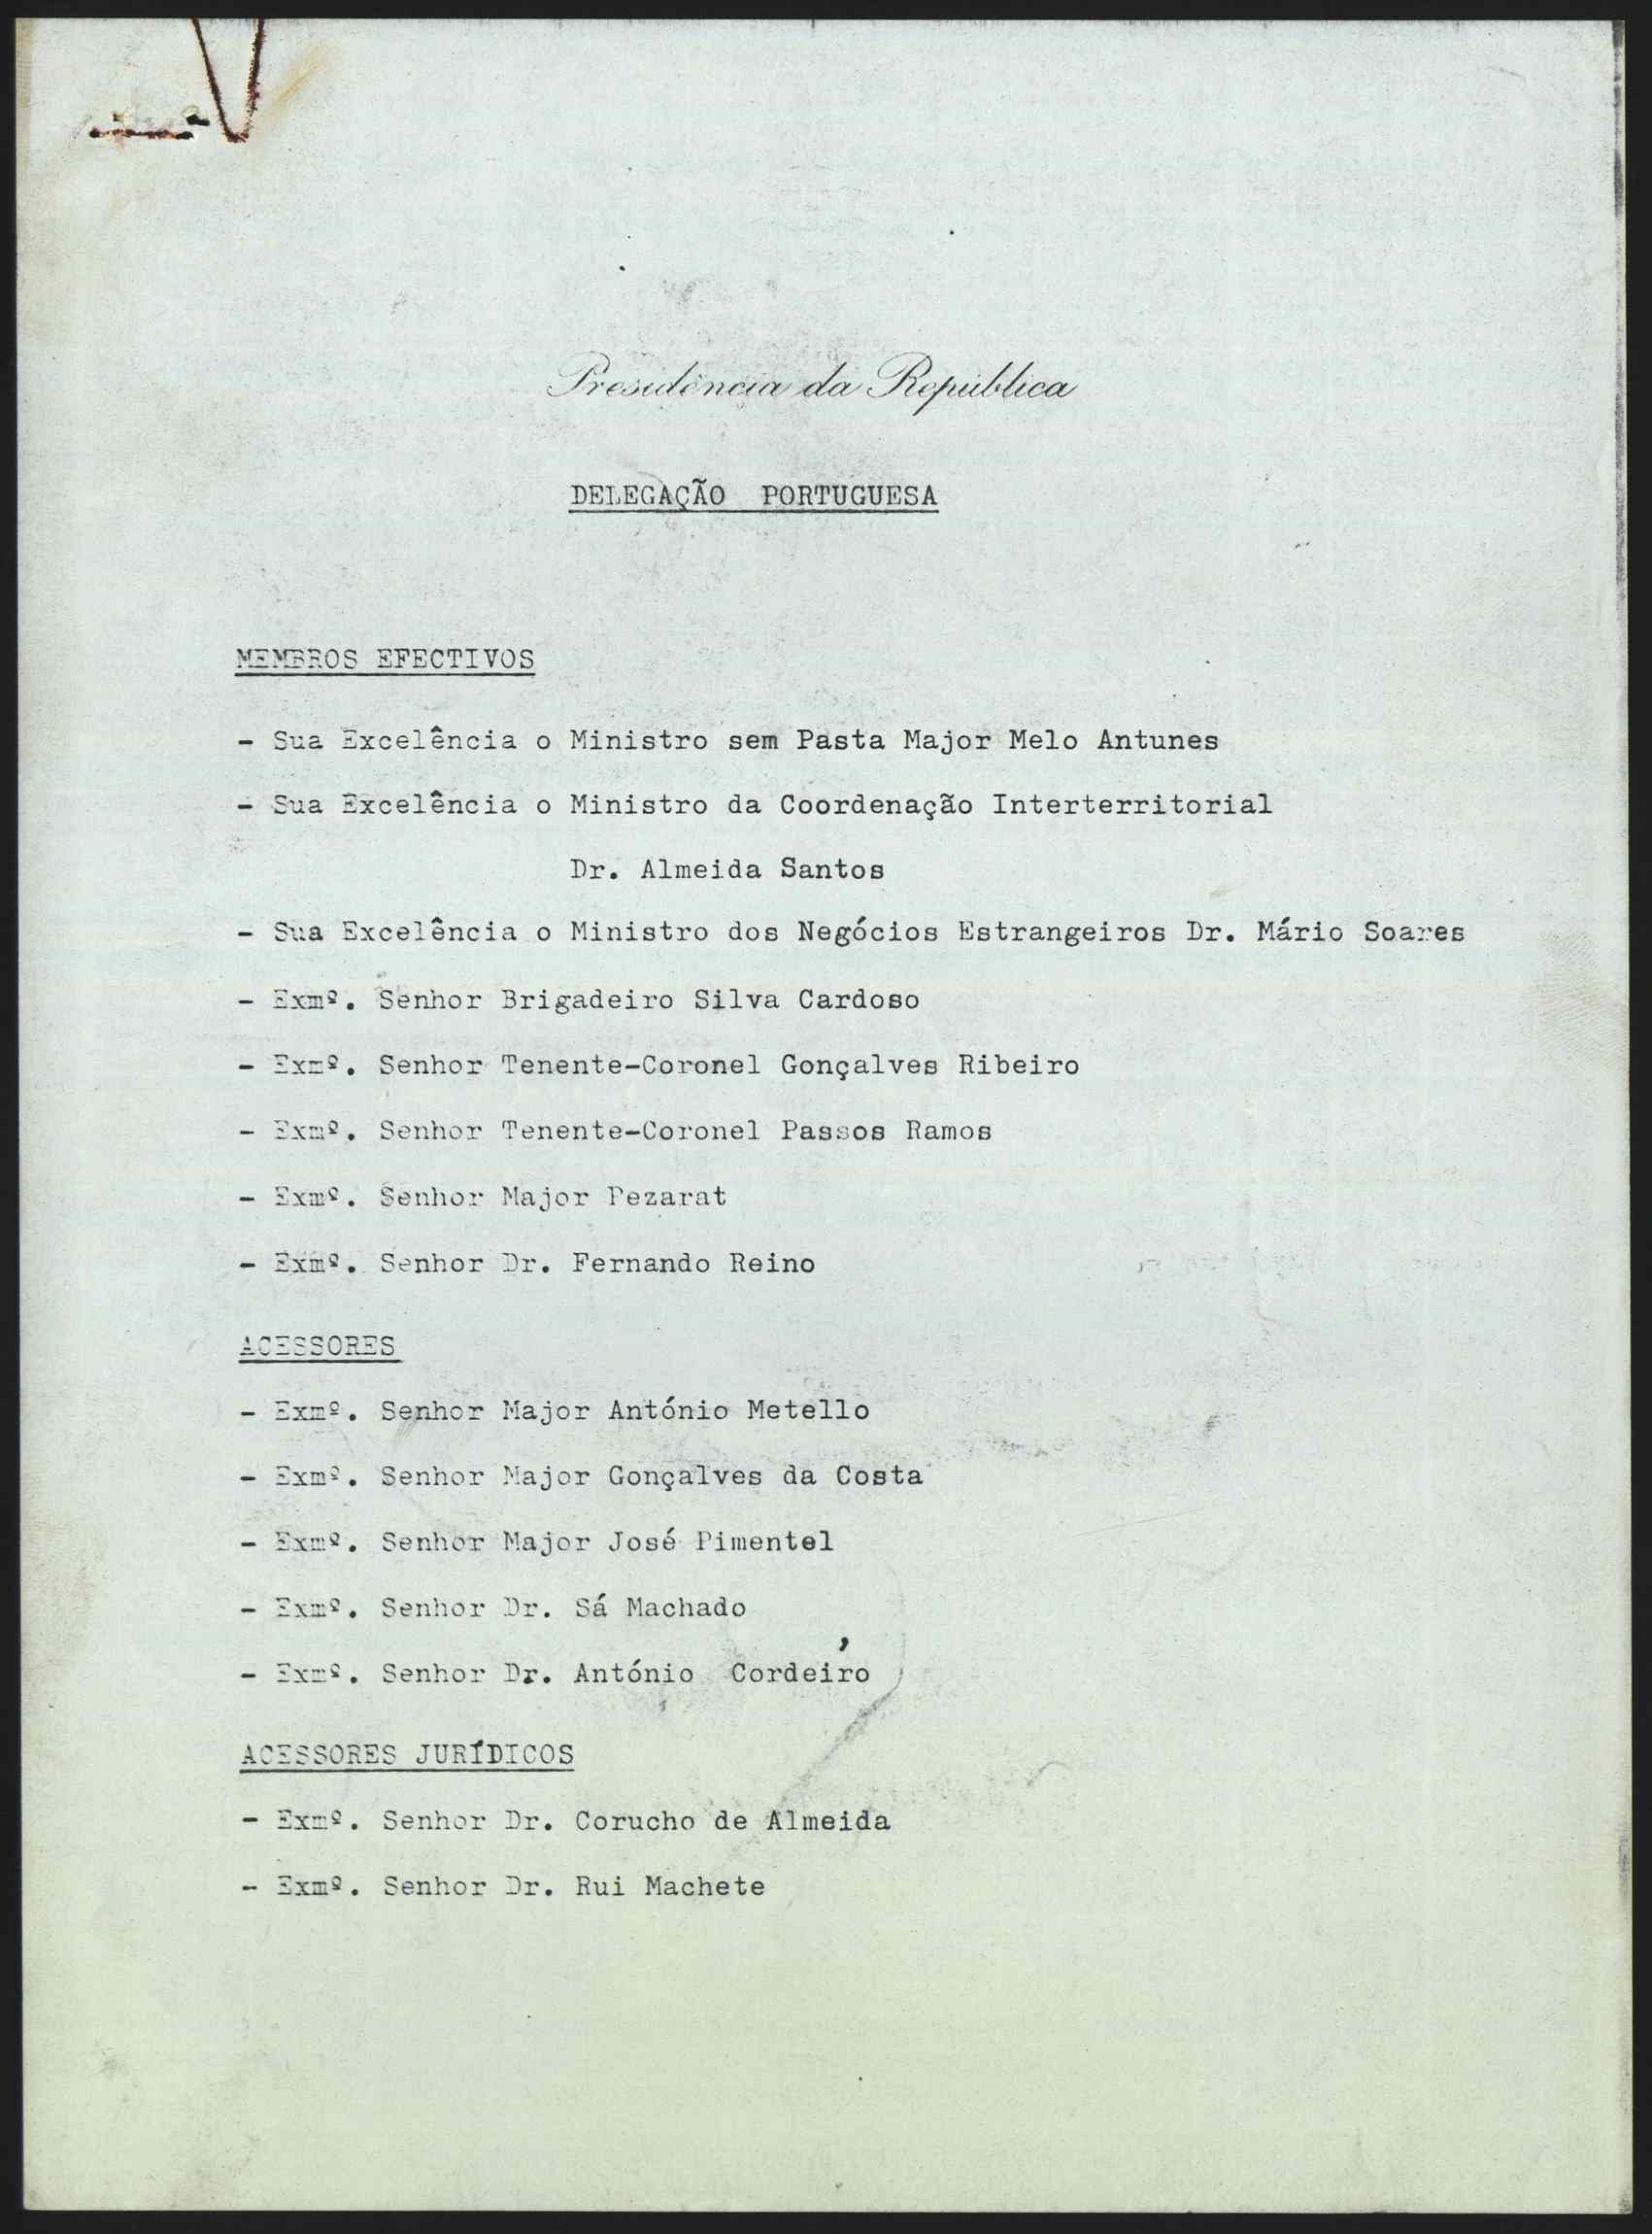 Presidência da República
DELEGAÇÃO PORTUGUESA
MEMBROS EFECTIVOS
- Sua Excelência o Ministro sem Pasta Major Melo Antunes
- Sua Excelência o Ministro da Coordenação Interterritorial
Dr. Almeida Santos
- Sua Excelência o Ministro dos Negócios Estrangeiros Dr. Mário Soares
- Exmº. Senhor Brigadeiro Silva Cardoso
- Exmº. Senhor Tenente-Coronel Gonçalves Ribeiro
- Exmº. Senhor Tenente-Coronel Passos Ramos
- Exmº. Senhor Major Pezarat
- Exmº. Senhor Dr. Fernando Reino
ACESSORES
- Exmº. Senhor Major António Metello
- Exmº. Senhor Major Gonçalves da Costa
- Exmº. Senhor Major José Pimentel
- Exmº. Senhor Dr. Sá Machado
- Exmº. Senhor Dr. António Cordeiro
ACESSORES JURÍDICOS
- Exmº. Senhor Dr. Corucho de Almeida
- Exmº. Senhor Dr. Rui Machete